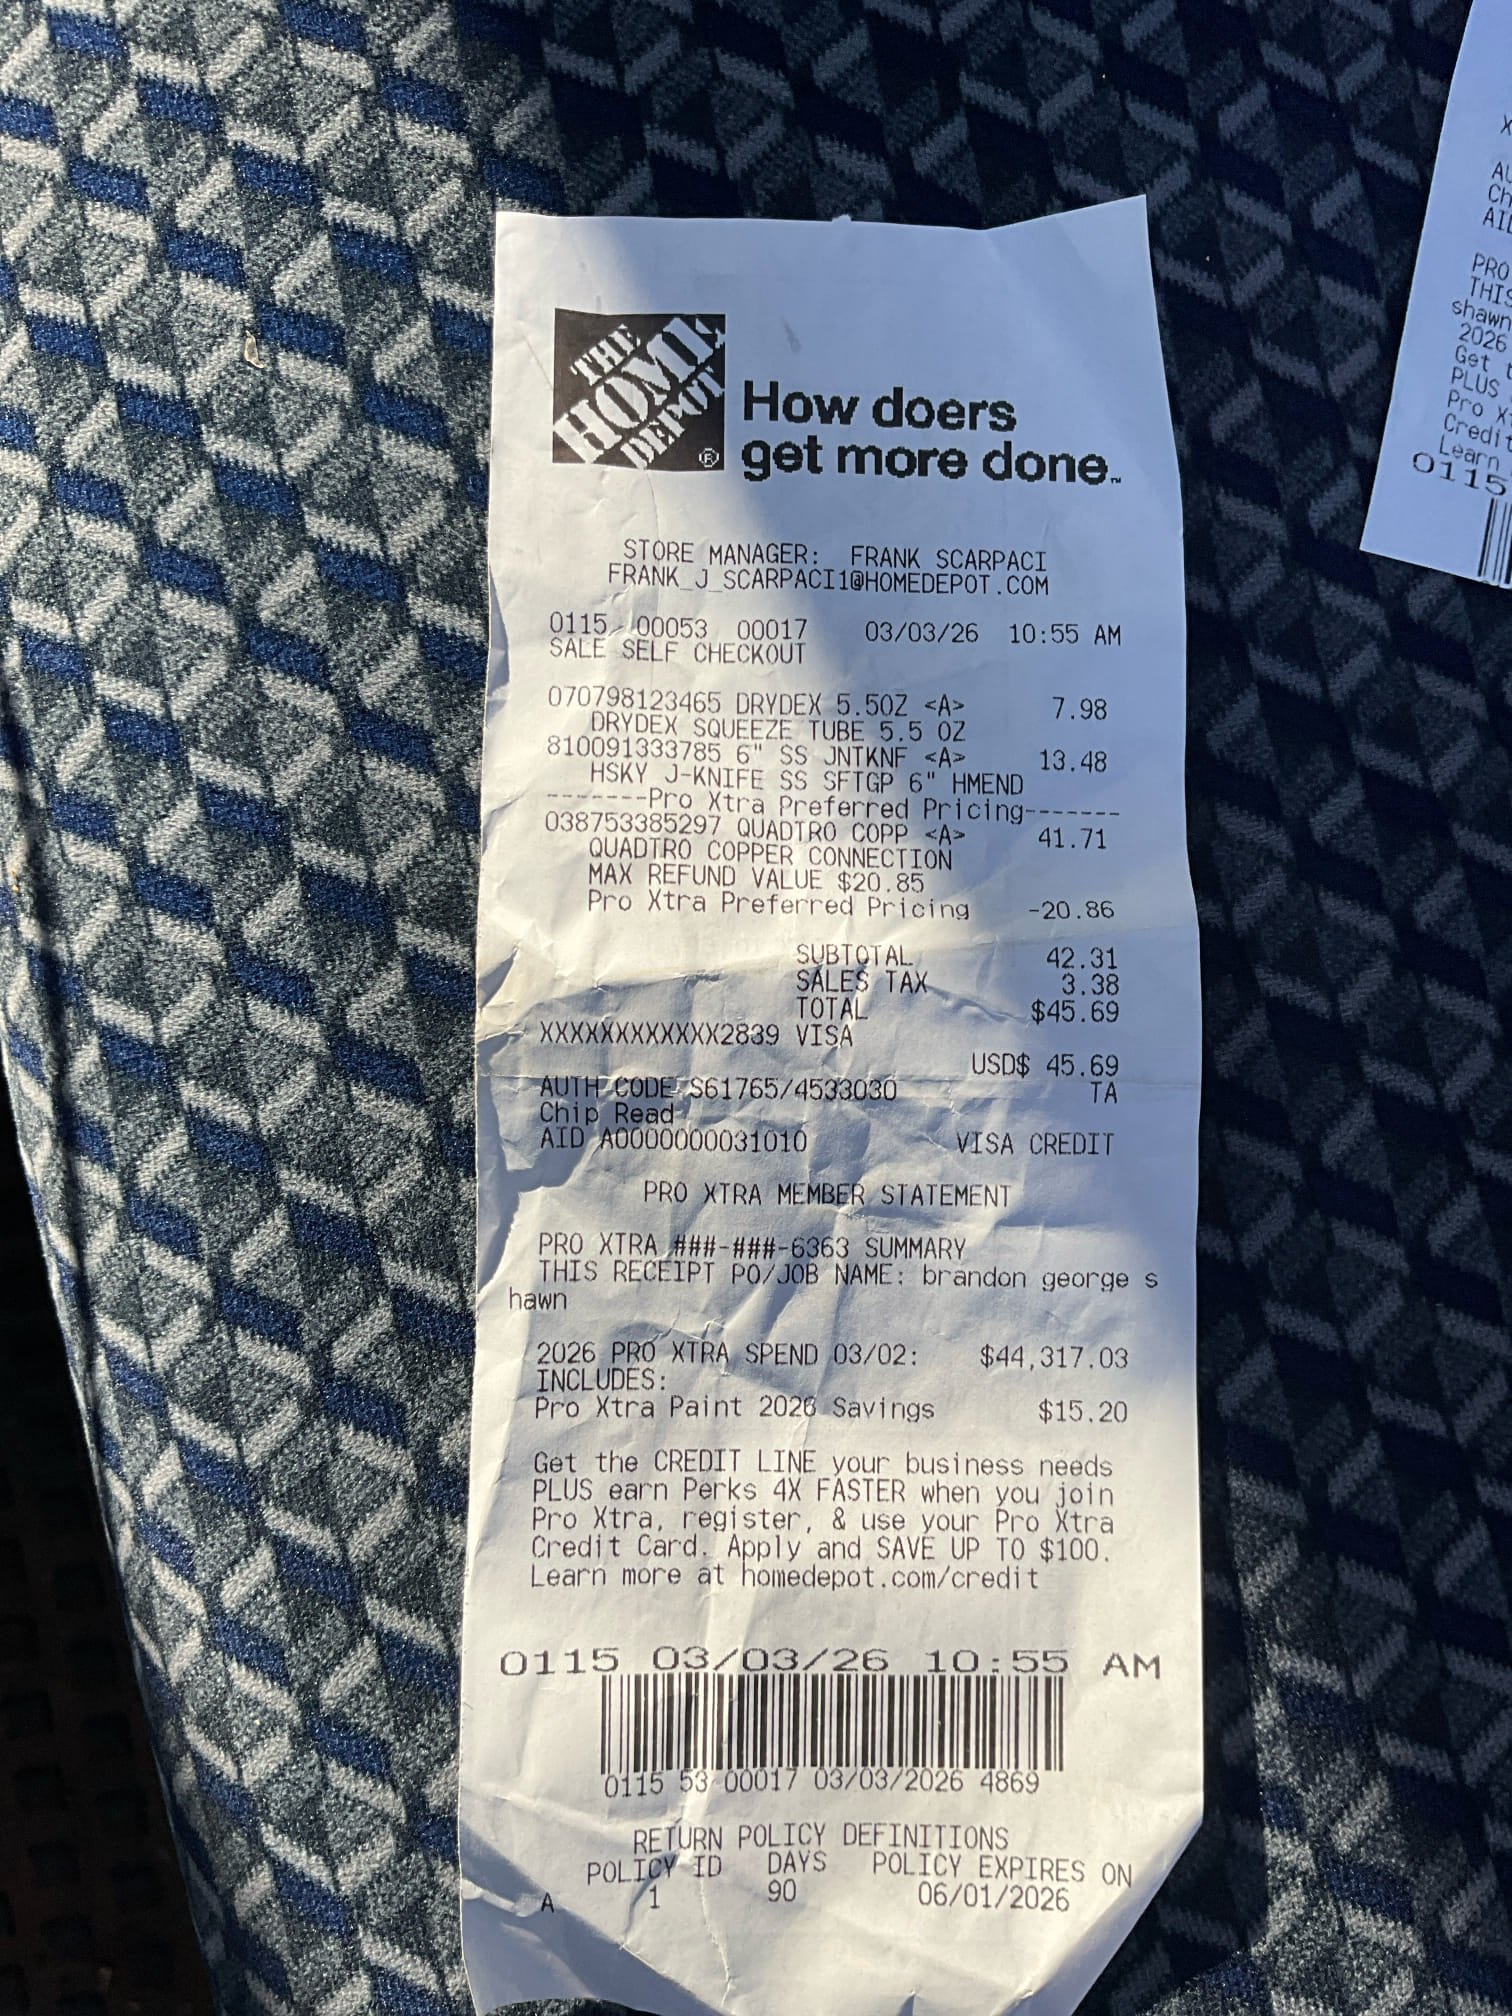 THE
HOME
DEPOT
®
How doers
get more done.™
STORE MANAGER: FRANK SCARPACI
FRANK_J_SCARPACI1@HOMEDEPOT.COM
0115 00053 00017 03/03/26 10:55 AM
SALE SELF CHECKOUT
070798123465 DRYDEX 5.5OZ <A> 7.98
DRYDEX SQUEEZE TUBE 5.5 OZ
810091333785 6" SS JNTKNF <A> 13.48
HSKY J-KNIFE SS SFTGP 6" HMEND
-------Pro Xtra Preferred Pricing-------
038753385297 QUADTRO COPP <A> 41.71
QUADTRO COPPER CONNECTION
MAX REFUND VALUE $20.85
Pro Xtra Preferred Pricing -20.86
SUBTOTAL 42.31
SALES TAX 3.38
TOTAL $45.69
XXXXXXXXXXXX2839 VISA
USD$ 45.69
AUTH CODE S61765/4533030 TA
Chip Read
AID A0000000031010 VISA CREDIT
PRO XTRA MEMBER STATEMENT
PRO XTRA ###-###-6363 SUMMARY
THIS RECEIPT PO/JOB NAME: brandon george s
hawn
2026 PRO XTRA SPEND 03/02: $44,317.03
INCLUDES:
Pro Xtra Paint 2026 Savings $15.20
Get the CREDIT LINE your business needs
PLUS earn Perks 4X FASTER when you join
Pro Xtra, register, & use your Pro Xtra
Credit Card. Apply and SAVE UP TO $100.
Learn more at homedepot.com/credit
0115 03/03/26 10:55 AM
0115 53 00017 03/03/2026 4869
RETURN POLICY DEFINITIONS
POLICY ID DAYS POLICY EXPIRES ON
A 1 90 06/01/2026
PRO
shawn
2026
Get
PLUS
Pro
Credit
Learn
0115